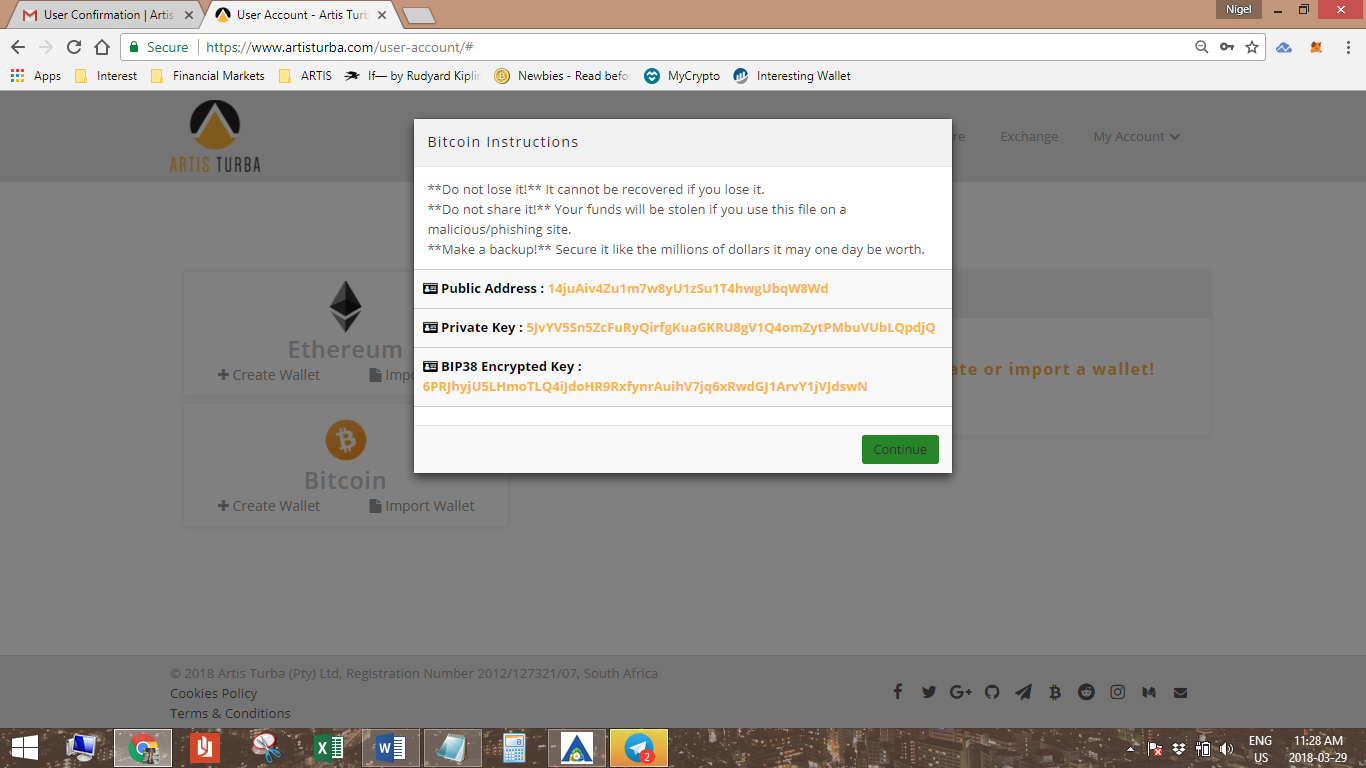 User Confirmation | Artis
User Account - Artis Turb
Nigel
Secure
https://www.artisturba.com/user-account/#
Apps
Interest
Financial Markets
ARTIS
If— by Rudyard Kiplin
Newbies - Read befo
MyCrypto
Interesting Wallet
ARTIS TURBA
re
Exchange
My Account
Bitcoin Instructions
**Do not lose it!** It cannot be recovered if you lose it.
**Do not share it!** Your funds will be stolen if you use this file on a
malicious/phishing site.
**Make a backup!** Secure it like the millions of dollars it may one day be worth.
Public Address : 14juAiv4Zu1m7w8yU1zSu1T4hwgUbqW8Wd
Private Key : 5JvYV5Sn5ZcFuRyQirfgKuaGKRU8gV1Q4omZytPMbuVUbLQpdjQ
BIP38 Encrypted Key :
6PRJhyjU5LHmoTLQ4iJdoHR9RxfynrAuihV7jq6xRwdGJ1ArvY1jVJdswN
Continue
Ethereum
Create Wallet
Impo
ate or import a wallet!
Bitcoin
Create Wallet
Import Wallet
© 2018 Artis Turba (Pty) Ltd, Registration Number 2012/127321/07, South Africa
Cookies Policy
Terms & Conditions
2
ENG
US
11:28 AM
2018-03-29